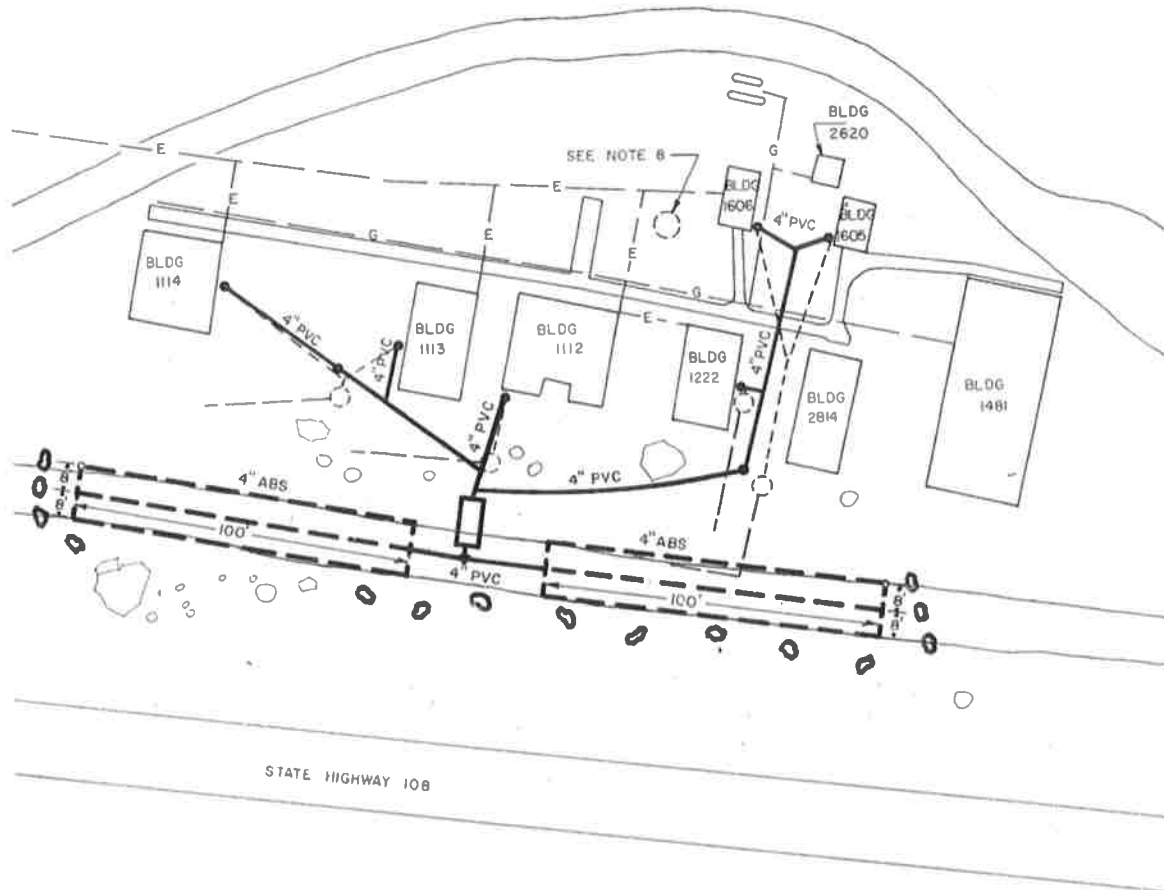 BLDG
2620
SEE NOTE 8
E
E
G
E
BLDG
1606
BLDG
1605
4" PVC
E
G
E
E
BLDG
1114
G
E
4" PVC
4" PVC
BLDG
1113
BLDG
1112
BLDG
1222
4" PVC
BLDG
2814
BLDG
1481
4" PVC
4" PVC
4" ABS
8'
8'
100'
4" PVC
4" ABS
100'
8'
8'
STATE HIGHWAY 108